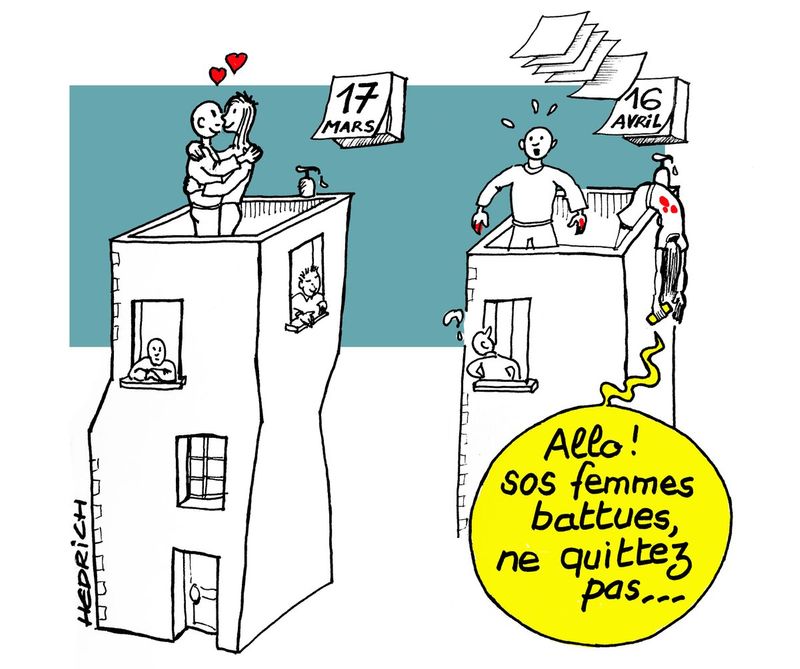 17
MARS
16
AVRIL
?
Allo!
sos femmes
battues,
ne quittez
pas...
HEDRICH